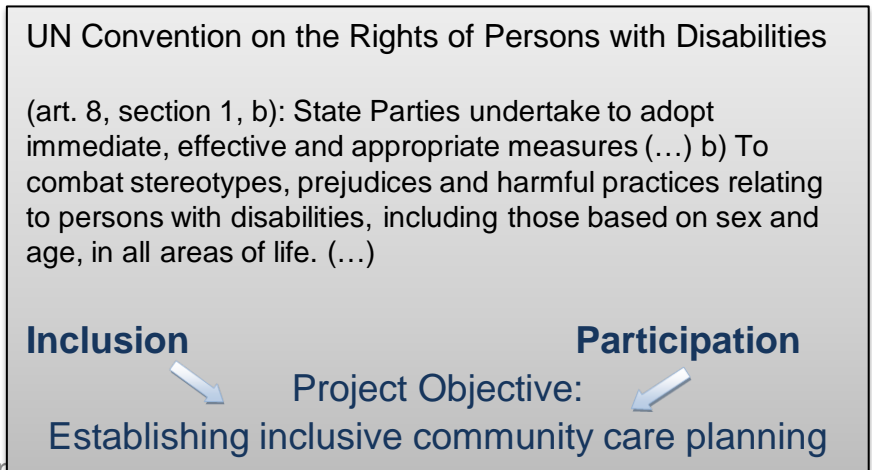 UN Convention on the Rights of Persons with Disabilities
(art. 8, section 1, b): State Parties undertake to adopt
immediate, effective and appropriate measures (…) b) To
combat stereotypes, prejudices and harmful practices relating
to persons with disabilities, including those based on sex and
age, in all areas of life. (…)
Inclusion Participation
Project Objective:
Establishing inclusive community care planning